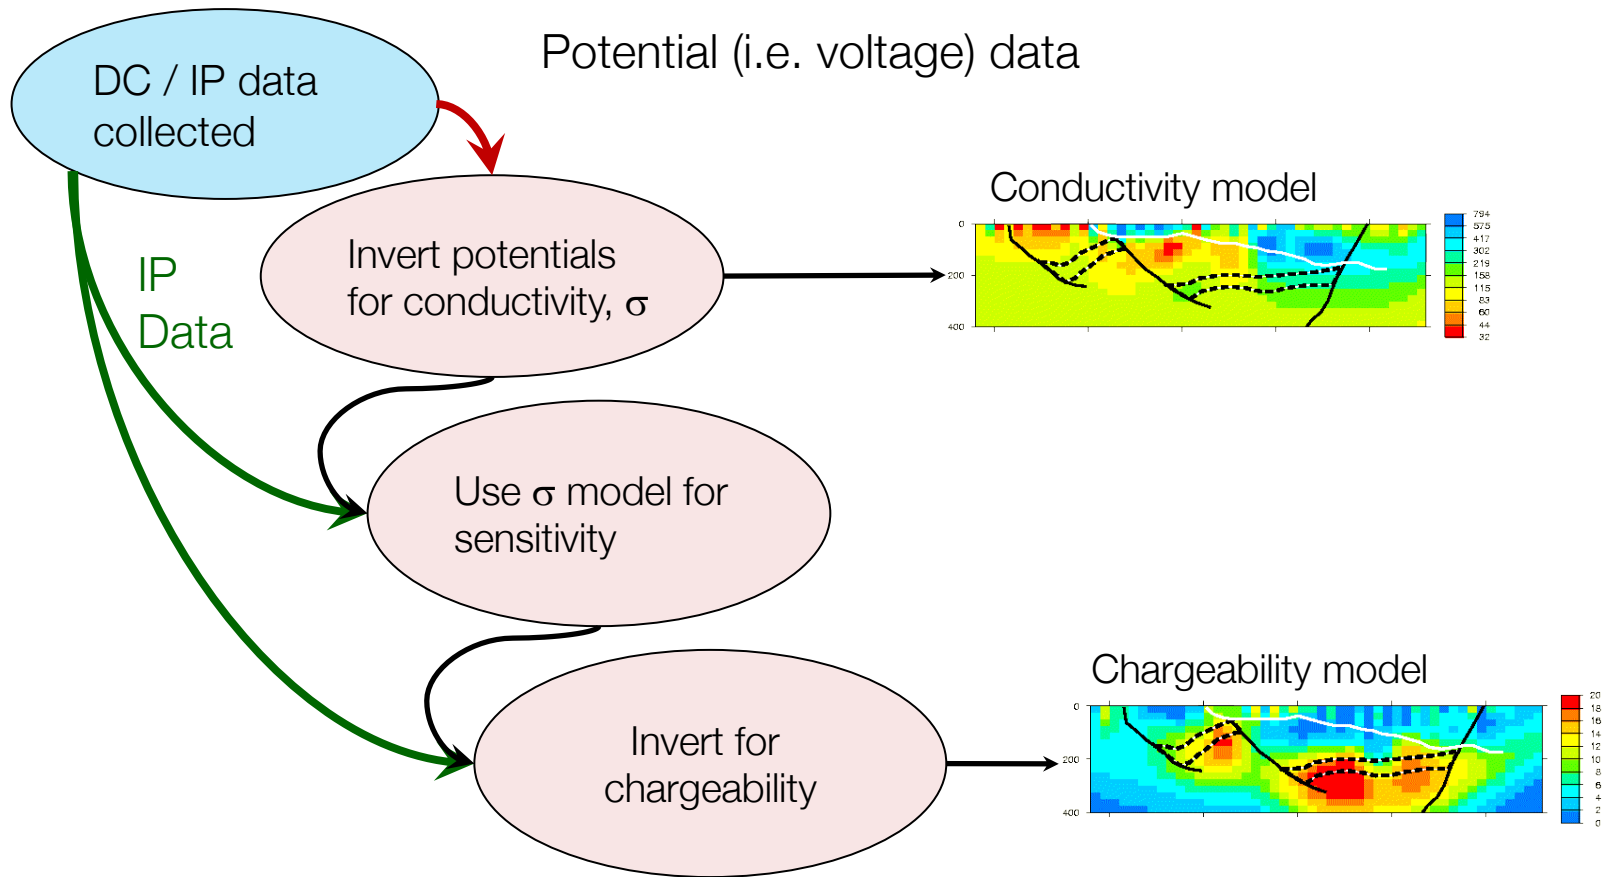 Potential (i.e. voltage) data
DC / IP data
collected
IP
Data
Invert potentials
for conductivity, σ
Conductivity model
0
200
400
794
575
417
302
219
158
115
83
60
44
32
Use σ model for
sensitivity
Invert for
chargeability
Chargeability model
0
200
400
20
18
16
14
12
10
8
6
4
2
0